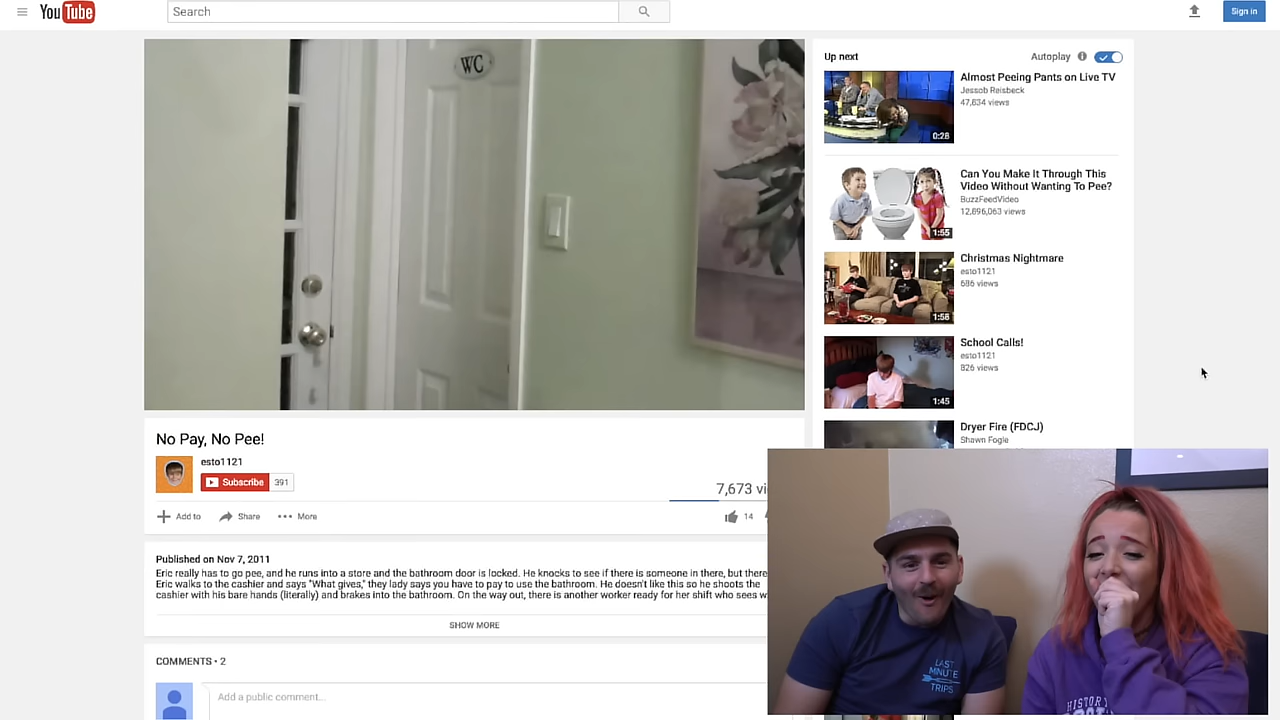 YouTube
Search
Sign in
WC
Up next
Autoplay
Almost Peeing Pants on Live TV
Jessob Reisbeck
47,634 views
0:28
Can You Make It Through This
Video Without Wanting To Pee?
BuzzFeedVideo
12,896,063 views
1:55
Christmas Nightmare
esto1121
686 views
1:58
School Calls!
esto1121
826 views
1:45
Dryer Fire (FDCJ)
Shawn Fogle
No Pay, No Pee!
esto1121
Subscribe 391
7,673
Add to Share More
14
Published on Nov 7, 2011
Eric really has to go pee, and he runs into a store and the bathroom door is locked. He knocks to see if there is someone in there, but there
Eric walks to the cashier and says "What gives," they lady says you have to pay to use the bathroom. He doesn't like this so he shoots the
cashier with his bare hands (literally) and brakes into the bathroom. On the way out, there is another worker ready for her shift who sees
SHOW MORE
COMMENTS • 2
Add a public comment...
LAST
MINUTE
TRIPS
HISTORY